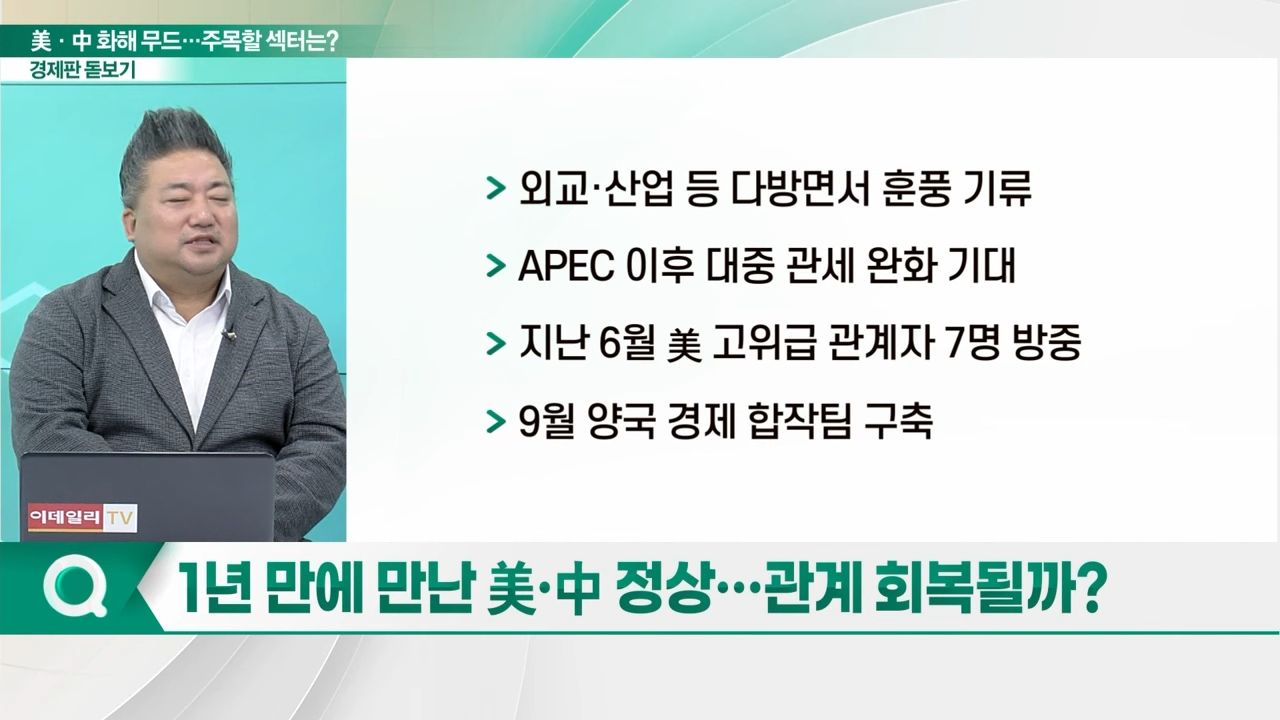 美·中 화해 무드…주목할 섹터는?
경제판 돋보기
> 외교·산업 등 다방면서 훈풍 기류
> APEC 이후 대중 관세 완화 기대
> 지난 6월 美 고위급 관계자 7명 방중
> 9월 양국 경제 합작팀 구축
이데일리 TV
Q 1년 만에 만난 美·中 정상…관계 회복될까?